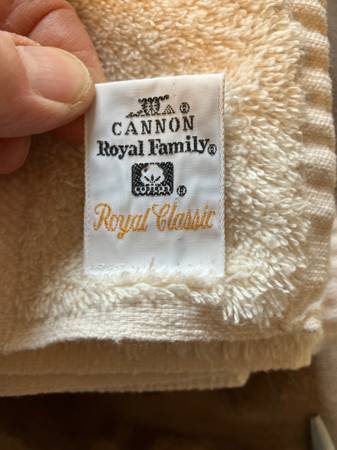 ®
CANNON
Royal Family®
cotton ®
Royal Classic